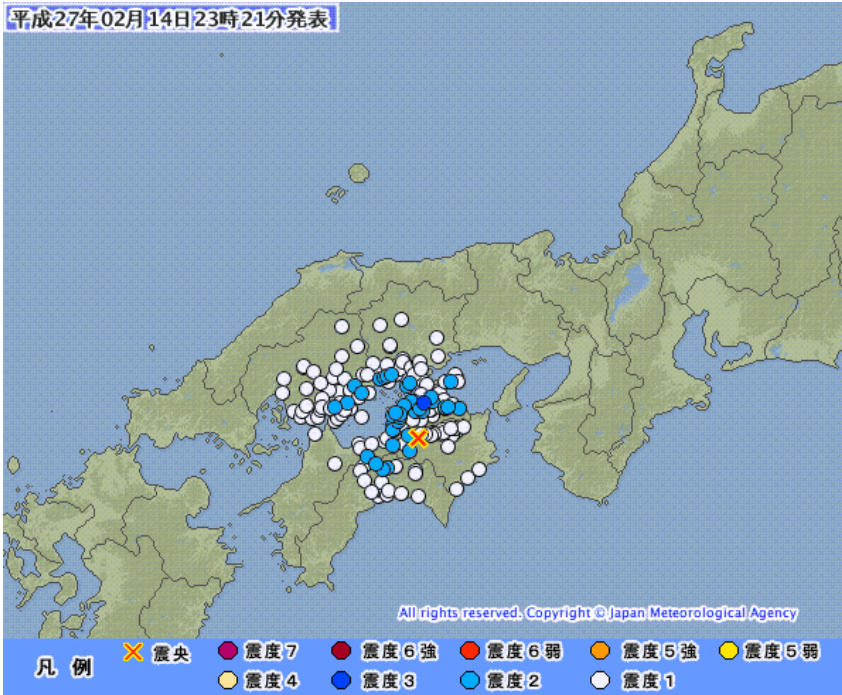 平成27年02月14日23時21分発表
All rights reserved. Copyright © Japan Meteorological Agency
凡 例 震央 震度7 震度6強 震度6弱 震度5強 震度5弱
震度4 震度3 震度2 震度1